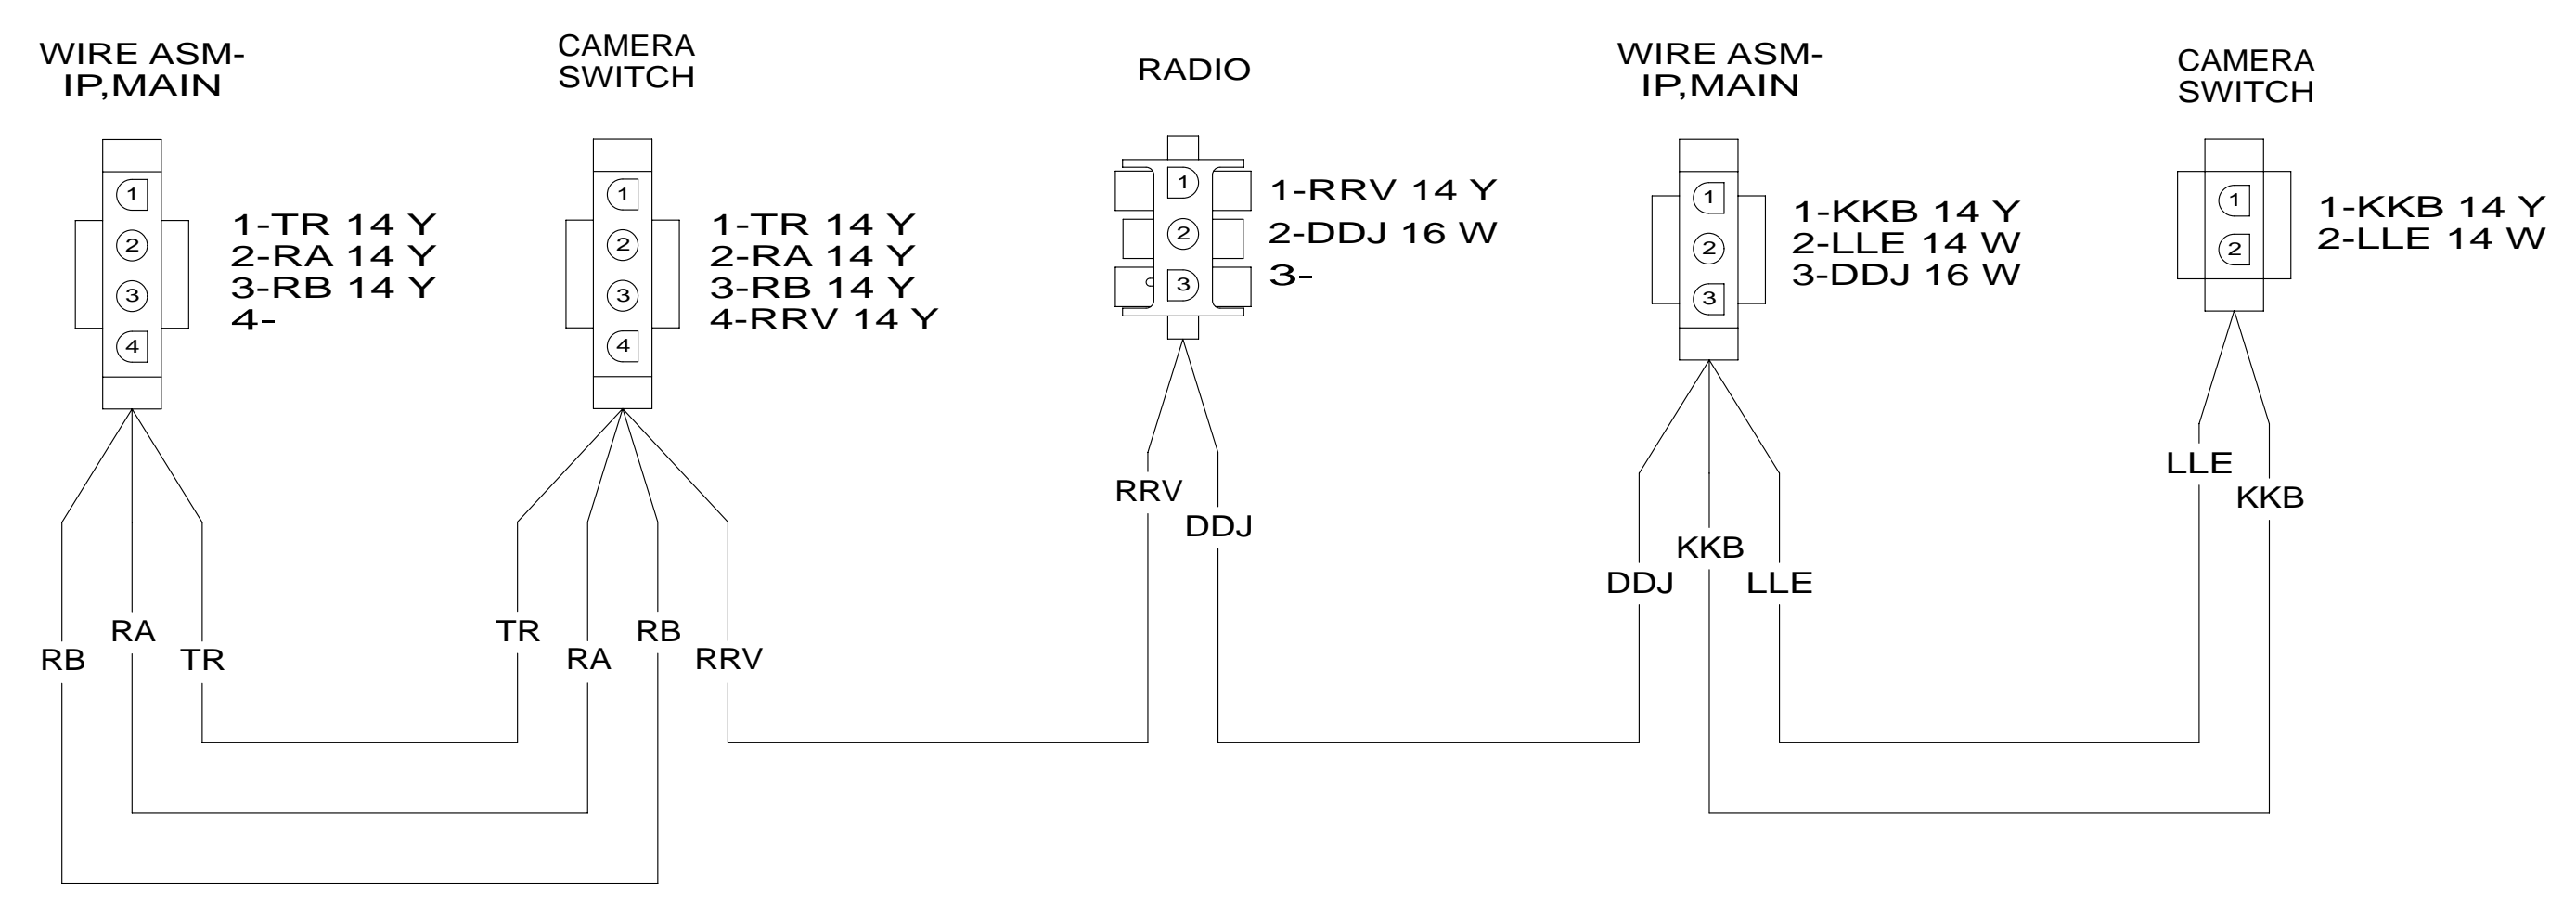 WIRE ASM-
IP,MAIN
1
2
3
4
1-TR 14 Y
2-RA 14 Y
3-RB 14 Y
4-
CAMERA
SWITCH
1
2
3
4
1-TR 14 Y
2-RA 14 Y
3-RB 14 Y
4-RRV 14 Y
RADIO
1
2
3
1-RRV 14 Y
2-DDJ 16 W
3-
WIRE ASM-
IP,MAIN
1
2
3
1-KKB 14 Y
2-LLE 14 W
3-DDJ 16 W
CAMERA
SWITCH
1
2
1-KKB 14 Y
2-LLE 14 W
RB
RA
TR
TR
RA
RB
RRV
RRV
DDJ
DDJ
KKB
LLE
LLE
KKB